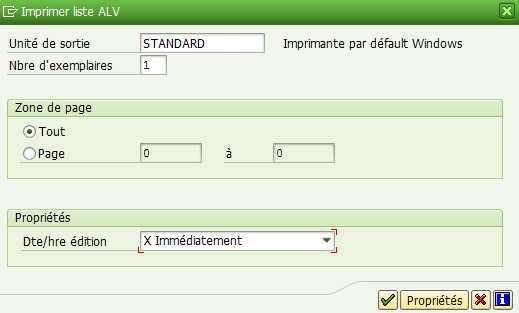 Imprimer liste ALV
Unité de sortie STANDARD Imprimante par défault Windows
Nbre d'exemplaires 1
Zone de page
Tout
Page 0 à 0
Propriétés
Dte/hre édition X Immédiatement
Propriétés